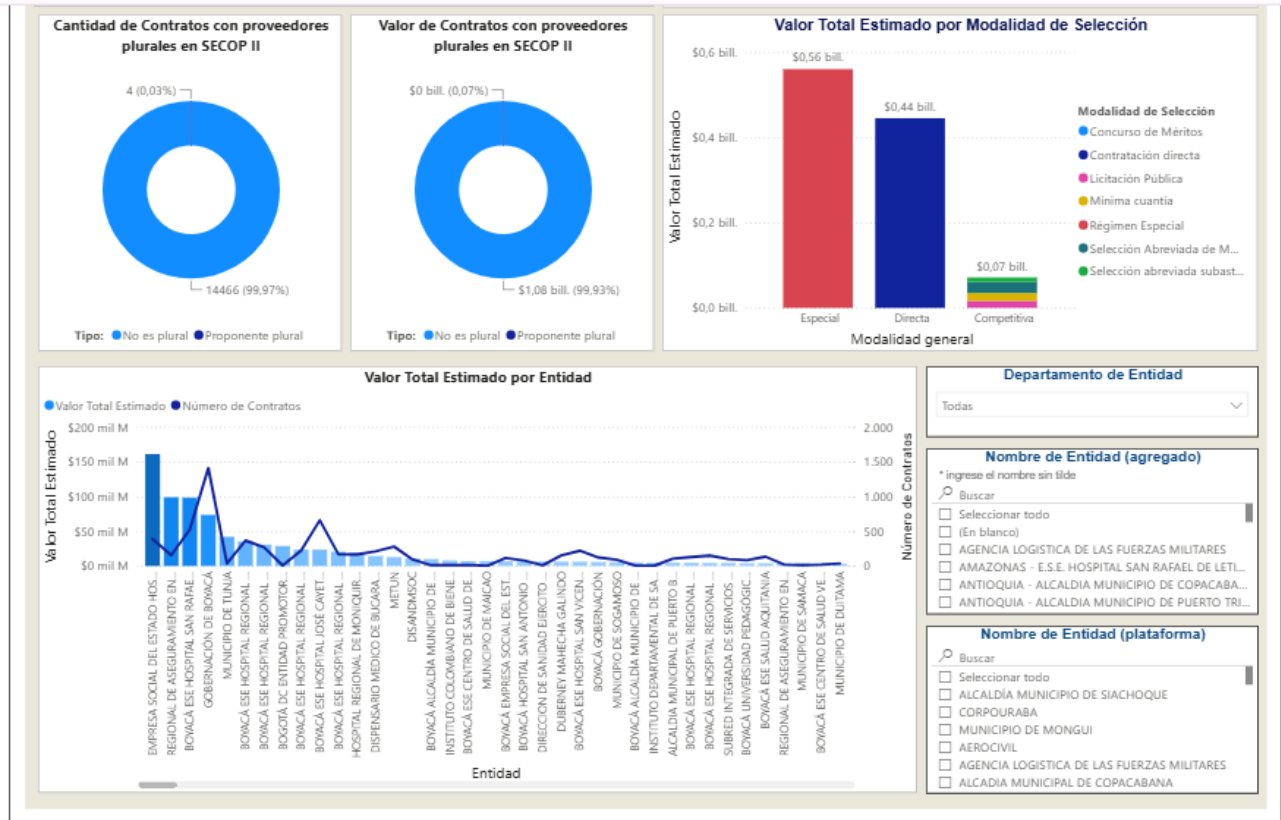 Cantidad de Contratos con proveedores
plurales en SECOP II
4 (0,03%)
14466 (99,97%)
Tipo: No es plural Proponente plural
Valor de Contratos con proveedores
plurales en SECOP II
$0 bill. (0,07%)
$1,08 bill. (99,93%)
Tipo: No es plural Proponente plural
Valor Total Estimado por Modalidad de Selección
Valor Total Estimado
$0,6 bill.
$0,4 bill.
$0,2 bill.
$0,0 bill.
$0,56 bill.
$0,44 bill.
$0,07 bill.
Especial
Directa
Competitiva
Modalidad general
Modalidad de Selección
Concurso de Méritos
Contratación directa
Licitación Pública
Mínima cuantía
Régimen Especial
Selección Abreviada de M...
Selección abreviada subast...
Valor Total Estimado por Entidad
Valor Total Estimado Número de Contratos
Valor Total Estimado
$200 mil M
$150 mil M
$100 mil M
$50 mil M
$0 mil M
2.000
1.500
1.000
500
0
Número de Contratos
EMPRESA SOCIAL DEL ESTADO HOS...
REGIONAL DE ASEGURAMIENTO EN...
BOYACÁ ESE HOSPITAL SAN RAFAE...
GOBERNACIÓN DE BOYACÁ
MUNICIPIO DE TUNJA
BOYACÁ ESE HOSPITAL REGIONAL ...
BOYACÁ ESE HOSPITAL REGIONAL ...
BOGOTÁ DC ENTIDAD PROMOTOR...
BOYACÁ ESE HOSPITAL REGIONAL ...
BOYACÁ ESE HOSPITAL JOSÉ CAYET...
BOYACÁ ESE HOSPITAL REGIONAL ...
HOSPITAL REGIONAL DE MONIQUIR...
DISPENSARIO MEDICO DE BUCARA...
METUN
DISANDMSOC
BOYACÁ ALCALDÍA MUNICIPIO DE...
INSTITUTO COLOMBIANO DE BIENE...
BOYACÁ ESE CENTRO DE SALUD DE...
MUNICIPIO DE MAICAO
BOYACÁ EMPRESA SOCIAL DEL EST...
BOYACÁ HOSPITAL SAN ANTONIO ...
DIRECCION DE SANIDAD EJERCITO...
DUBERNEY MAHECHA GALINDO
BOYACÁ ESE HOSPITAL SAN VICEN...
BOYACÁ GOBERNACIÓN
MUNICIPIO DE SOGAMOSO
BOYACÁ ALCALDÍA MUNICIPIO DE...
INSTITUTO DEPARTAMENTAL DE SA...
ALCALDIA MUNICIPAL DE PUERTO B...
BOYACÁ ESE HOSPITAL REGIONAL ...
BOYACÁ ESE HOSPITAL REGIONAL ...
SUBRED INTEGRADA DE SERVICIOS ...
BOYACÁ UNIVERSIDAD PEDAGÓGIC...
BOYACÁ ESE SALUD AQUITANIA
REGIONAL DE ASEGURAMIENTO EN...
MUNICIPIO DE SAMACA
BOYACÁ ESE CENTRO DE SALUD VE...
MUNICIPIO DE DUITAMA
Entidad
Departamento de Entidad
Todas
Nombre de Entidad (agregado)
* ingrese el nombre sin tilde
Buscar
Seleccionar todo
(En blanco)
AGENCIA LOGISTICA DE LAS FUERZAS MILITARES
AMAZONAS - E.S.E. HOSPITAL SAN RAFAEL DE LETI...
ANTIOQUIA - ALCALDIA MUNICIPIO DE COPACABA...
ANTIOQUIA - ALCALDIA MUNICIPIO DE PUERTO TRI...
Nombre de Entidad (plataforma)
Buscar
Seleccionar todo
ALCALDÍA MUNICIPIO DE SIACHOQUE
CORPOURABA
MUNICIPIO DE MONGUI
AEROCIVIL
AGENCIA LOGISTICA DE LAS FUERZAS MILITARES
ALCADIA MUNICIPAL DE COPACABANA